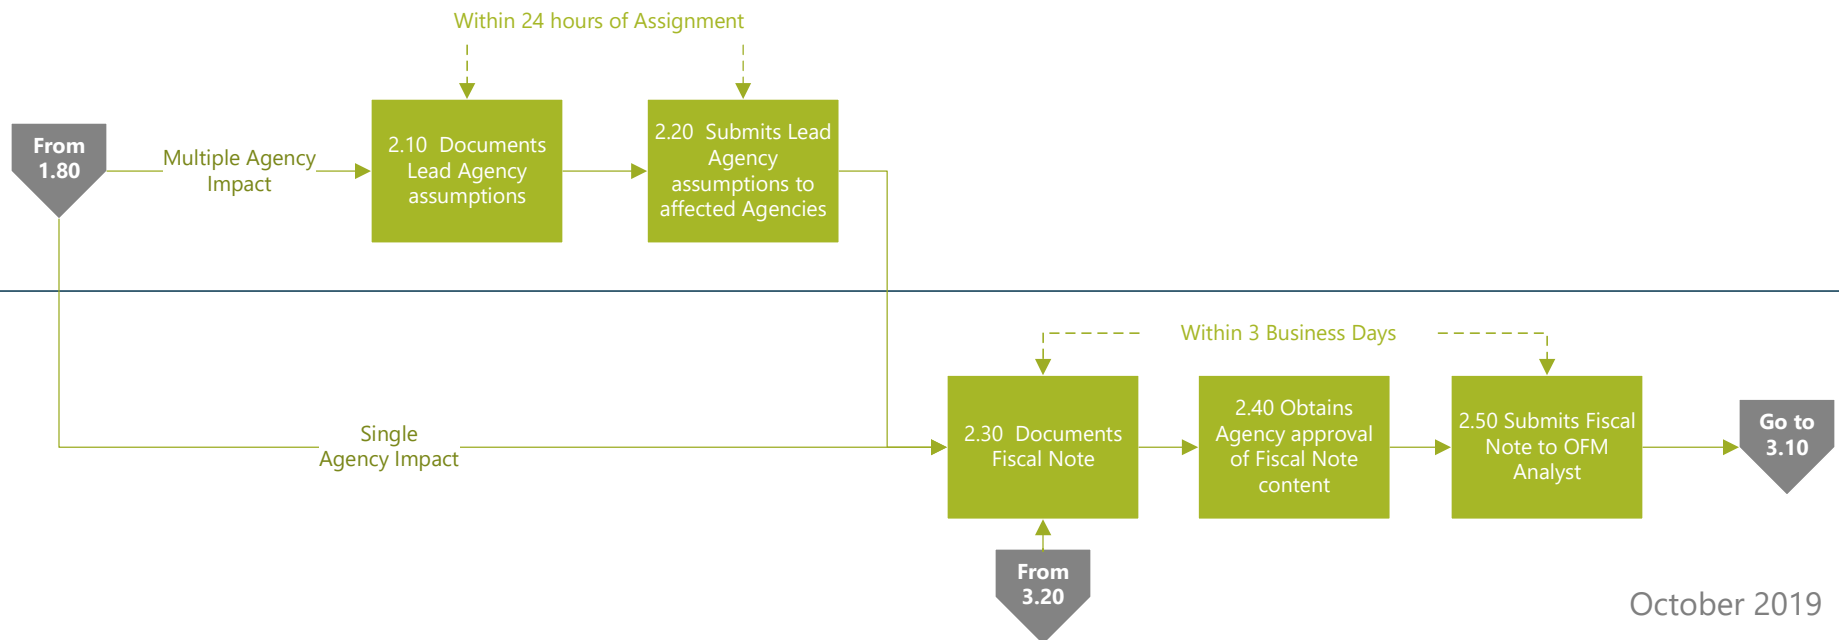 Within 24 hours of Assignment
From
1.80
Multiple Agency
Impact
2.10 Documents
Lead Agency
assumptions
2.20 Submits Lead
Agency
assumptions to
affected Agencies
Within 3 Business Days
Single
Agency Impact
2.30 Documents
Fiscal Note
2.40 Obtains
Agency approval
of Fiscal Note
content
2.50 Submits Fiscal
Note to OFM
Analyst
Go to
3.10
From
3.20
October 2019